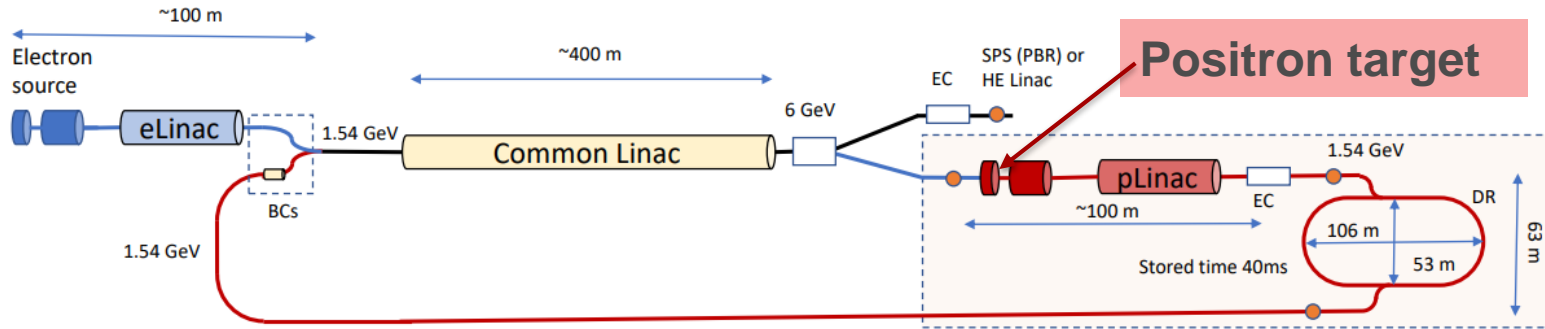 ~100 m
Electron
source
eLinac
BCs
1.54 GeV
1.54 GeV
~400 m
Common Linac
6 GeV
EC
SPS (PBR) or
HE Linac
Positron target
pLinac
~100 m
EC
1.54 GeV
DR
106 m
53 m
63 m
Stored time 40ms